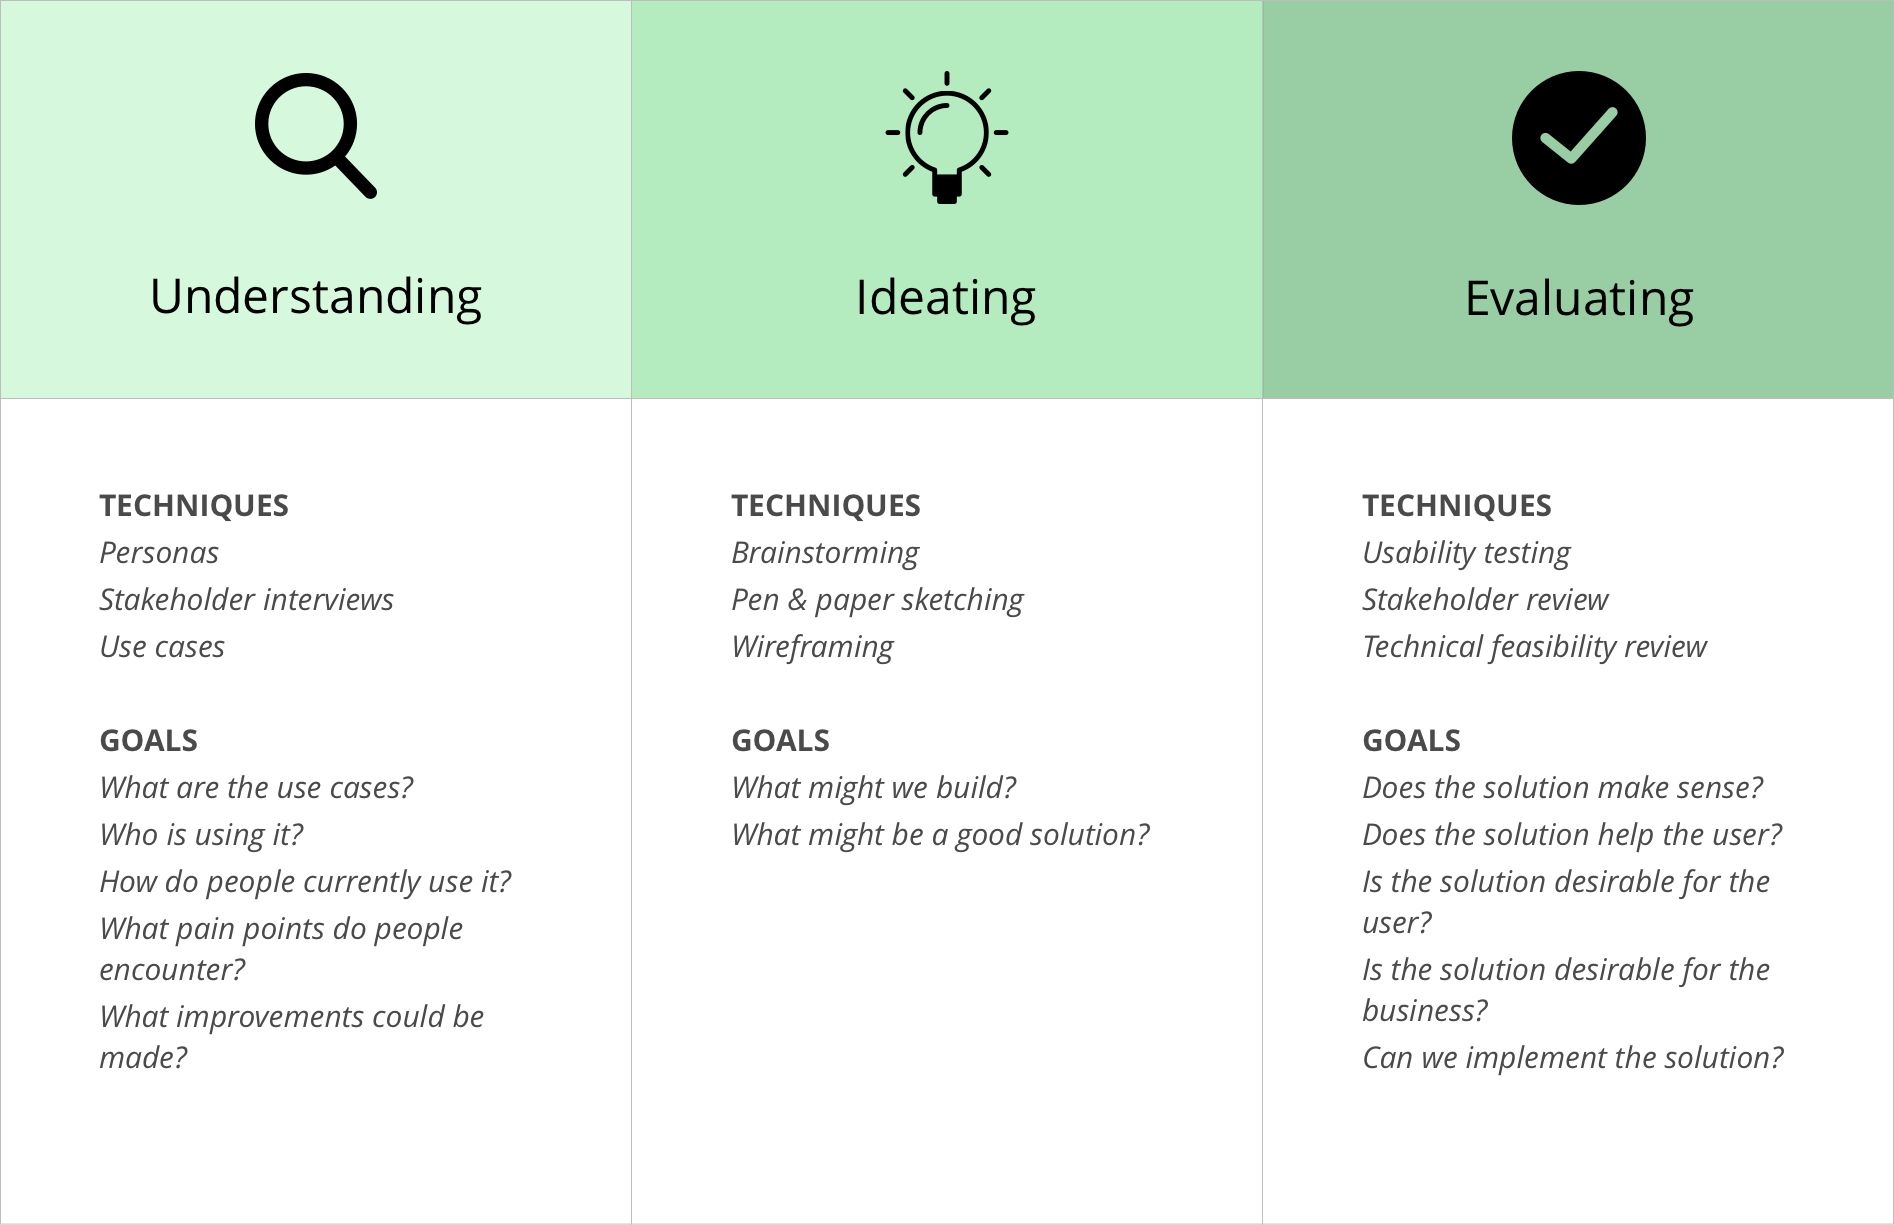 Understanding
TECHNIQUES
Personas
Stakeholder interviews
Use cases
GOALS
What are the use cases?
Who is using it?
How do people currently use it?
What pain points do people
encounter?
What improvements could be
made?
Ideating
TECHNIQUES
Brainstorming
Pen & paper sketching
Wireframing
GOALS
What might we build?
What might be a good solution?
Evaluating
TECHNIQUES
Usability testing
Stakeholder review
Technical feasibility review
GOALS
Does the solution make sense?
Does the solution help the user?
Is the solution desirable for the
user?
Is the solution desirable for the
business?
Can we implement the solution?